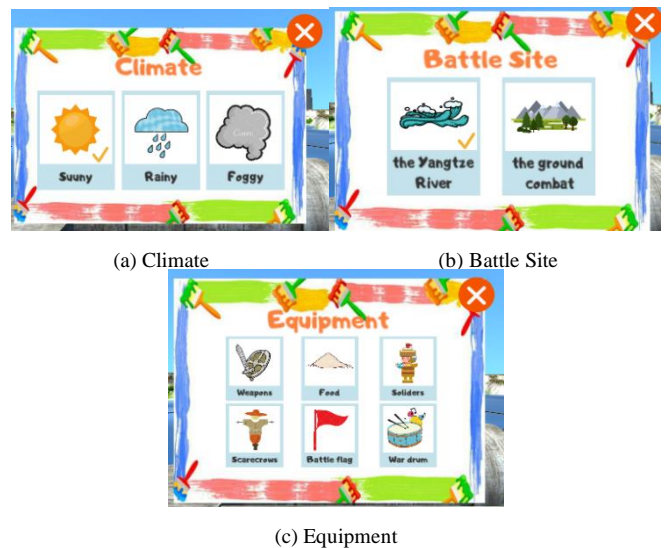 Climate
Suuny
Rainy
Foggy
(a) Climate
Battle Site
the Yangtze
River
the ground
combat
(b) Battle Site
Equipment
Weapons
Food
Soliders
Scarecrows
Battle flag
War drum
(c) Equipment